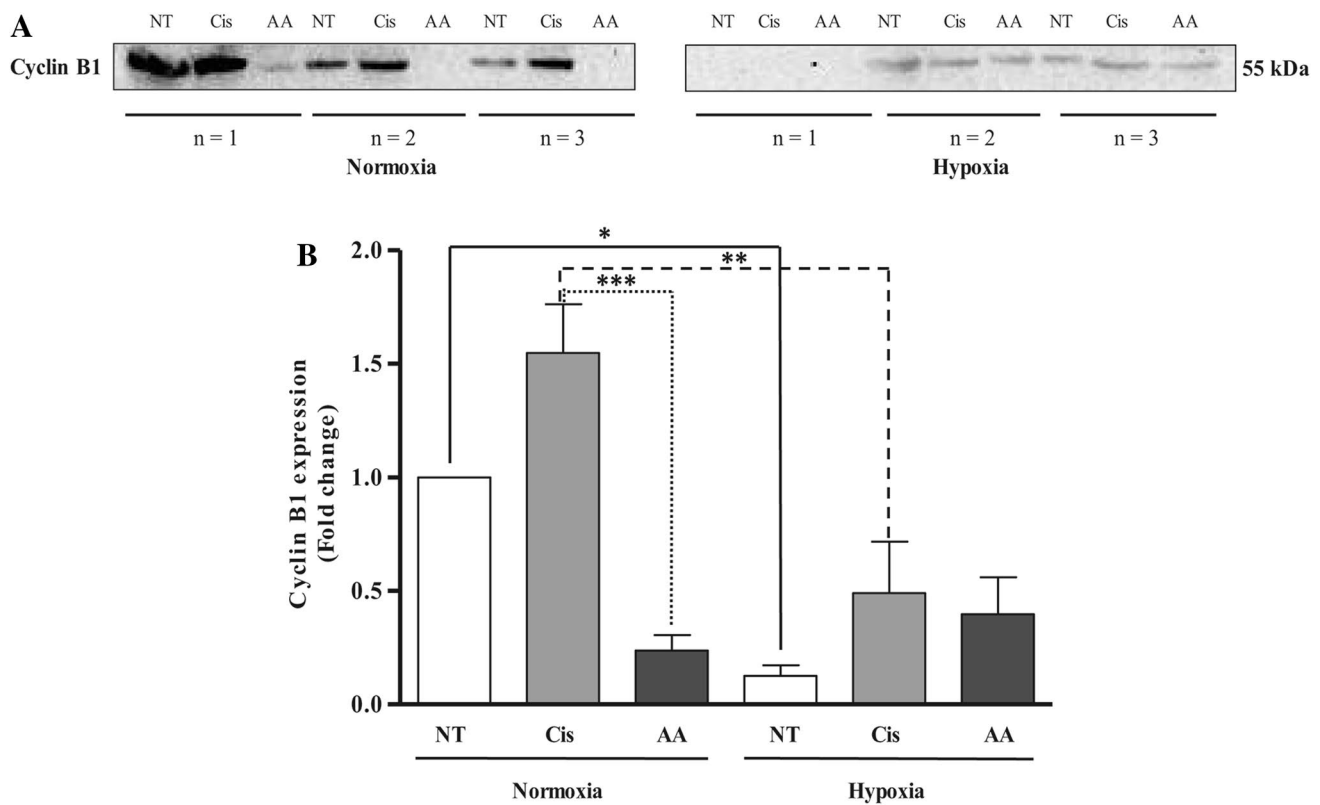 A
NT Cis AA NT Cis AA NT Cis AA NT Cis AA NT Cis AA NT Cis AA
Cyclin B1
55 kDa
n = 1 n = 2 n = 3 n = 1 n = 2 n = 3
Normoxia Hypoxia
B
*
**
***
2.0
1.5
1.0
0.5
0.0
Cyclin B1 expression
(Fold change)
NT Cis AA NT Cis AA
Normoxia Hypoxia